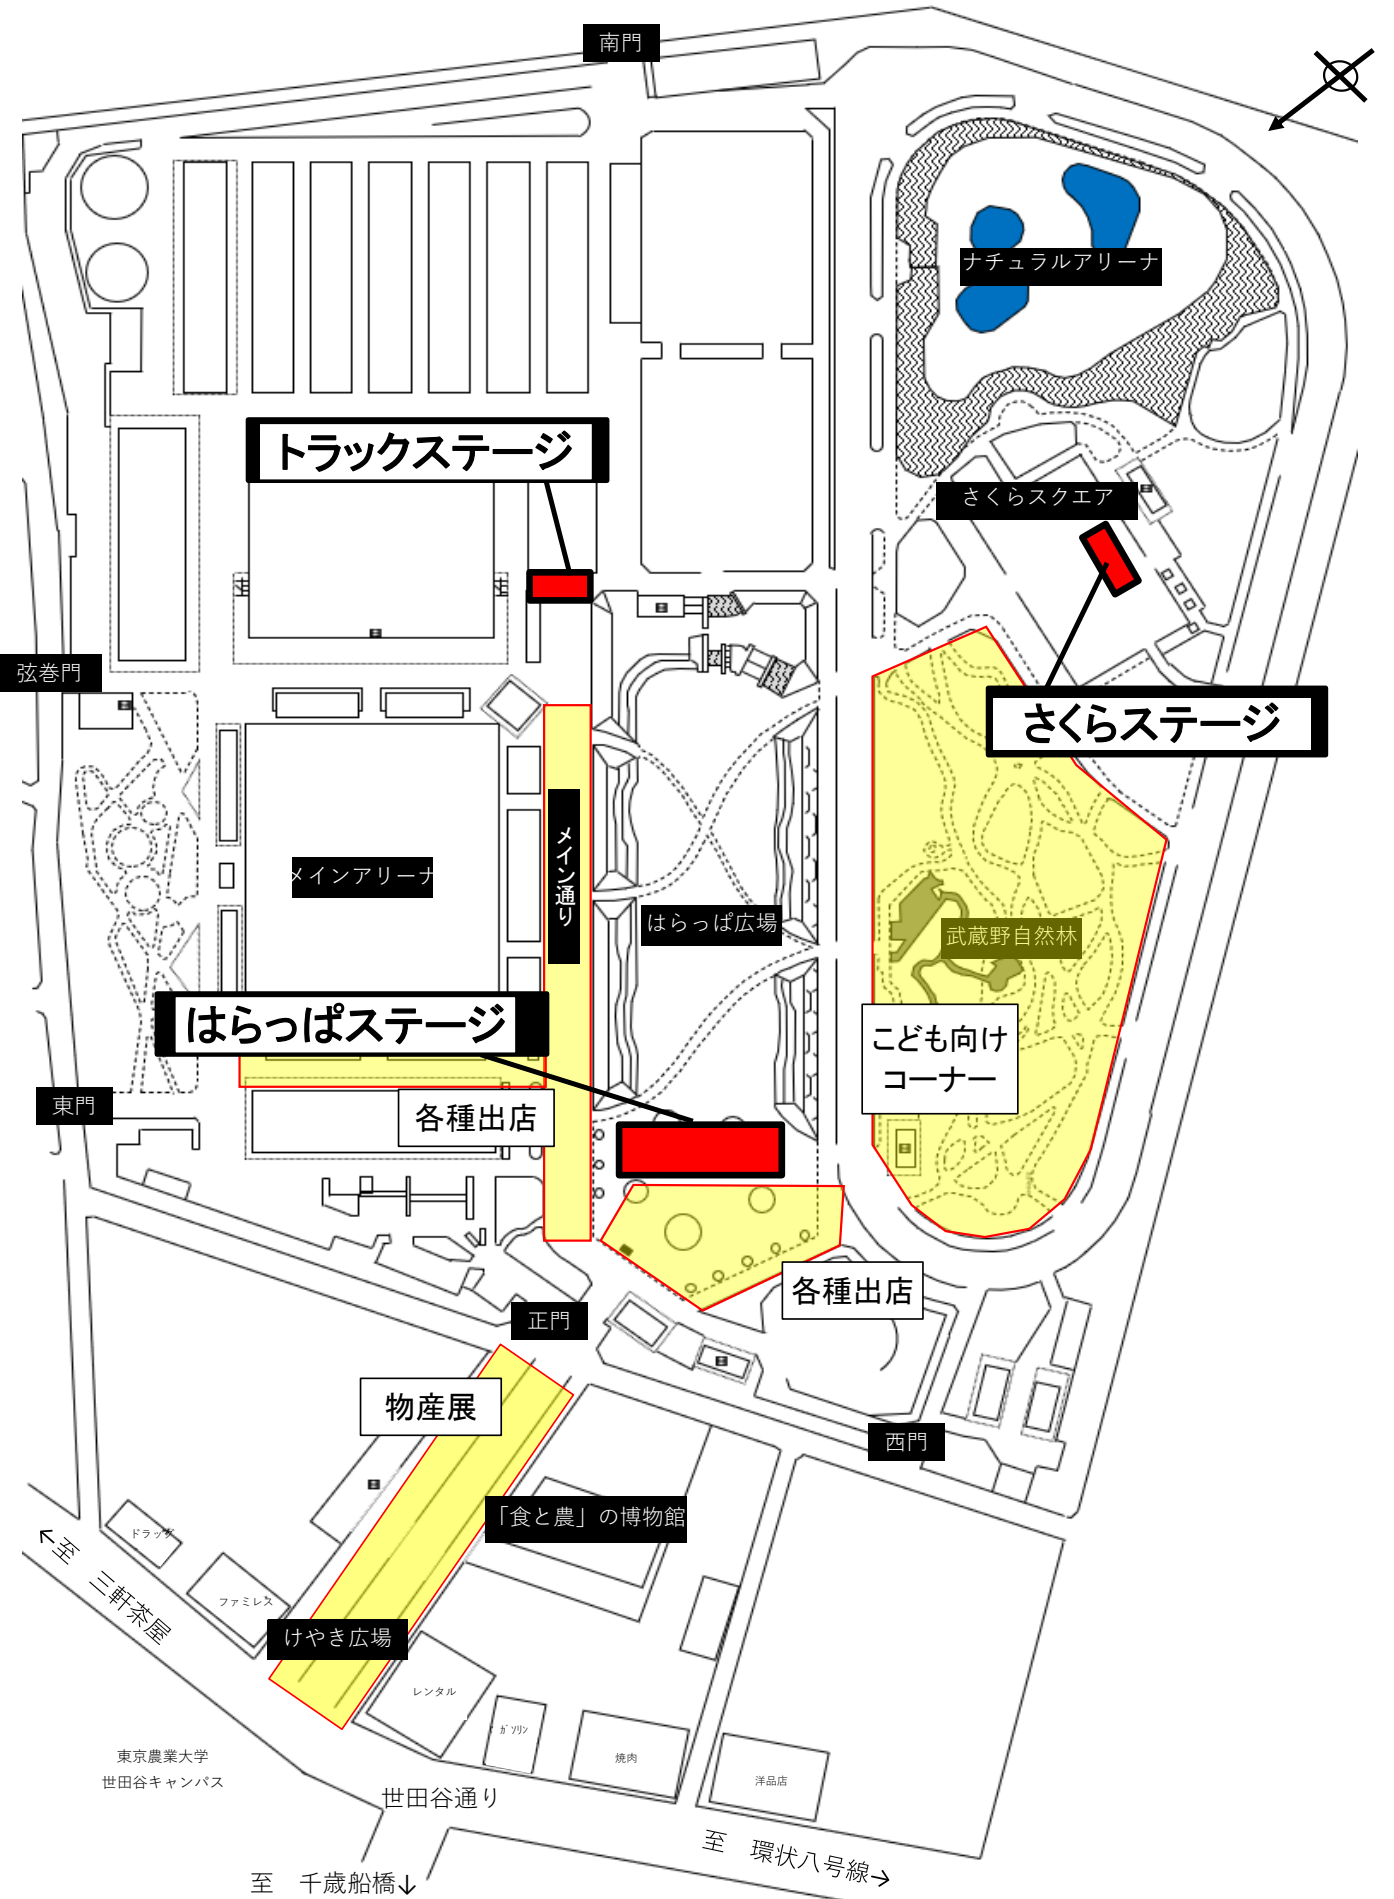 南門
ナチュラルアリーナ
トラックステージ
さくらスクエア
弦巻門
さくらステージ
メイン通り
メインアリーナ
はらっぱ広場
武蔵野自然林
はらっぱステージ
こども向け
コーナー
東門
各種出店
各種出店
正門
物産展
西門
「食と農」の博物館
ドラッグ
←至 三軒茶屋
ファミレス
けやき広場
レンタル
ガソリン
焼肉
洋品店
東京農業大学
世田谷キャンパス
世田谷通り
至 環状八号線→
至 千歳船橋↓